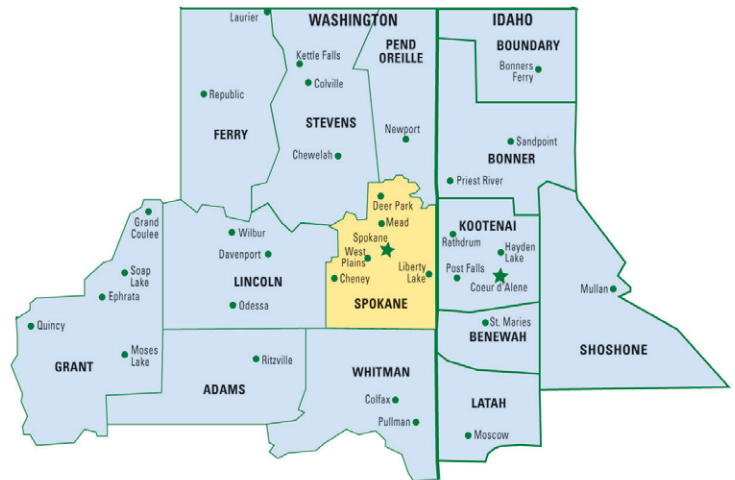 Laurier
WASHINGTON
IDAHO
BOUNDARY
Bonners
Ferry
PEND
OREILLE
Kettle Falls
Colville
Republic
STEVENS
FERRY
Newport
Chewelah
Sandpoint
BONNER
Priest River
Deer Park
Mead
Spokane
West
Plains
Cheney
Liberty
Lake
SPOKANE
KOOTENAI
Rathdrum
Hayden
Lake
Post Falls
Coeur d'Alene
Mullan
SHOSHONE
St. Maries
BENEWAH
Grand
Coulee
Wilbur
Davenport
LINCOLN
Odessa
Soap
Lake
Ephrata
Quincy
Moses
Lake
GRANT
Ritzville
ADAMS
WHITMAN
Colfax
Pullman
LATAH
Moscow